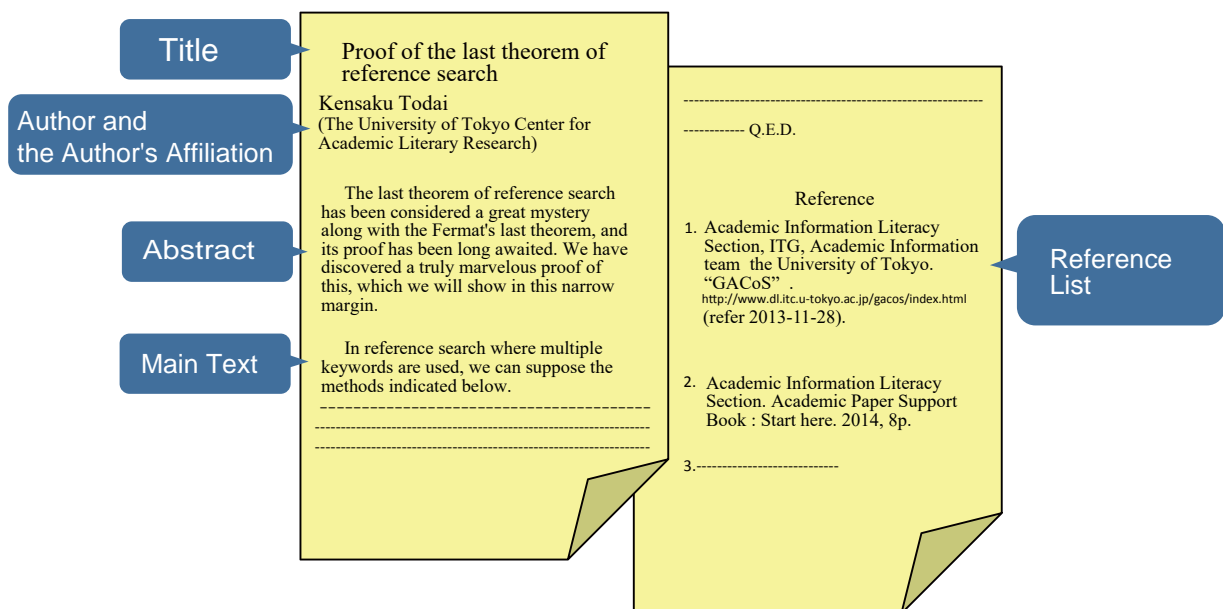 Title
Proof of the last theorem of
reference search
Author and
the Author's Affiliation
Kensaku Todai
(The University of Tokyo Center for
Academic Literary Research)
Abstract
The last theorem of reference search
has been considered a great mystery
along with the Fermat's last theorem, and
its proof has been long awaited. We have
discovered a truly marvelous proof of
this, which we will show in this narrow
margin.
Main Text
In reference search where multiple
keywords are used, we can suppose the
methods indicated below.
------------ Q.E.D.
Reference
1. Academic Information Literacy
Section, ITG, Academic Information
team the University of Tokyo.
“GACoS” .
http://www.dl.itc.u-tokyo.ac.jp/gacos/index.html
(refer 2013-11-28).
2. Academic Information Literacy
Section. Academic Paper Support
Book : Start here. 2014, 8p.
3.----------------------------
Reference
List